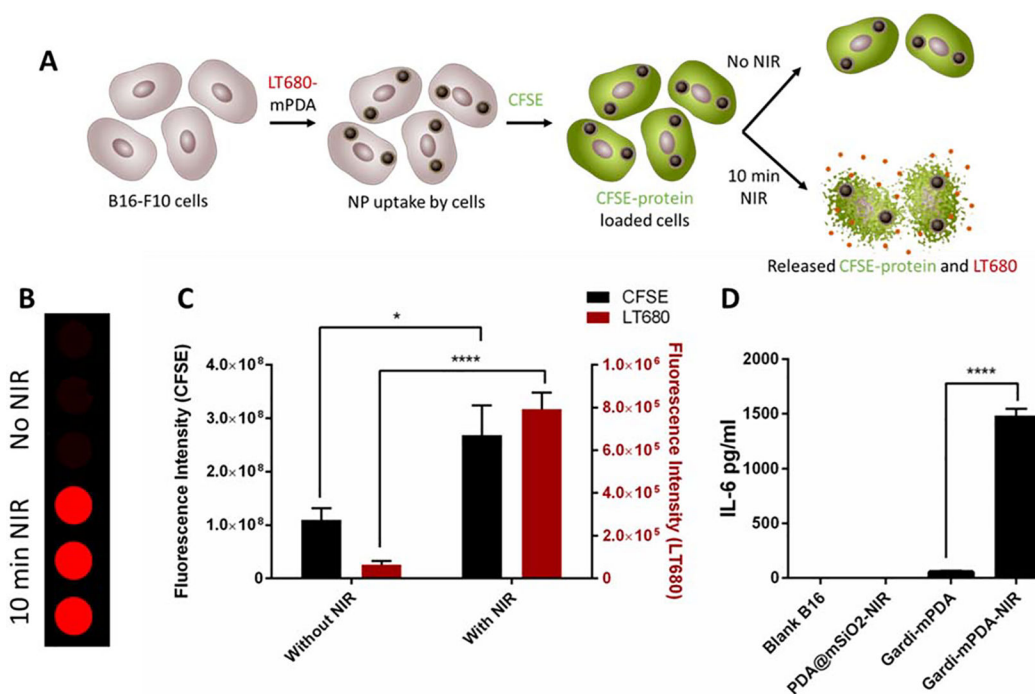 A
LT680-
mPDA
CFSE
No NIR
10 min
NIR
B16-F10 cells
NP uptake by cells
CFSE-protein
loaded cells
Released CFSE-protein and LT680
B
No NIR
10 min NIR
C
CFSE
LT680
*
****
Fluorescence Intensity (CFSE)
4.0×10⁸
3.0×10⁸
2.0×10⁸
1.0×10⁸
0
1.0×10⁶
8.0×10⁵
6.0×10⁵
4.0×10⁵
2.0×10⁵
0
Fluorescence Intensity (LT680)
Without NIR
With NIR
D
****
IL-6 pg/ml
2000
1500
1000
500
0
Blank B16
PDA@mSiO2-NIR
Gardi-mPDA
Gardi-mPDA-NIR